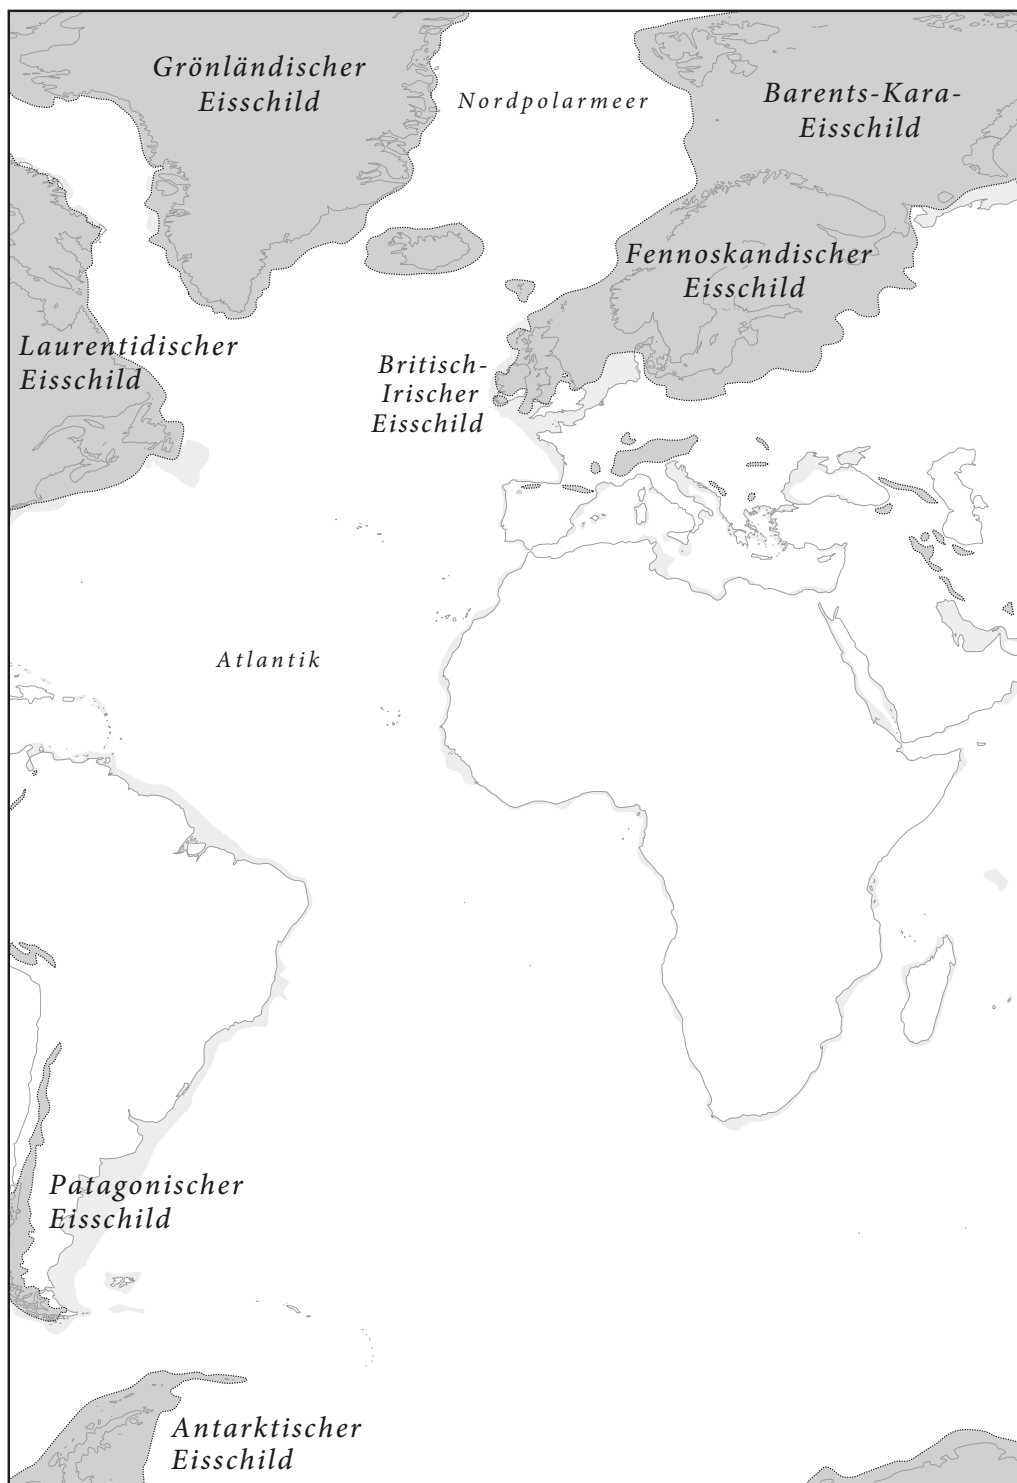 Grönländischer
Eisschild
Nordpolarmeer
Barents-Kara-
Eisschild
Fennoskandischer
Eisschild
Laurentidischer
Eisschild
Britisch-
Irischer
Eisschild
Atlantik
Patagonischer
Eisschild
Antarktischer
Eisschild